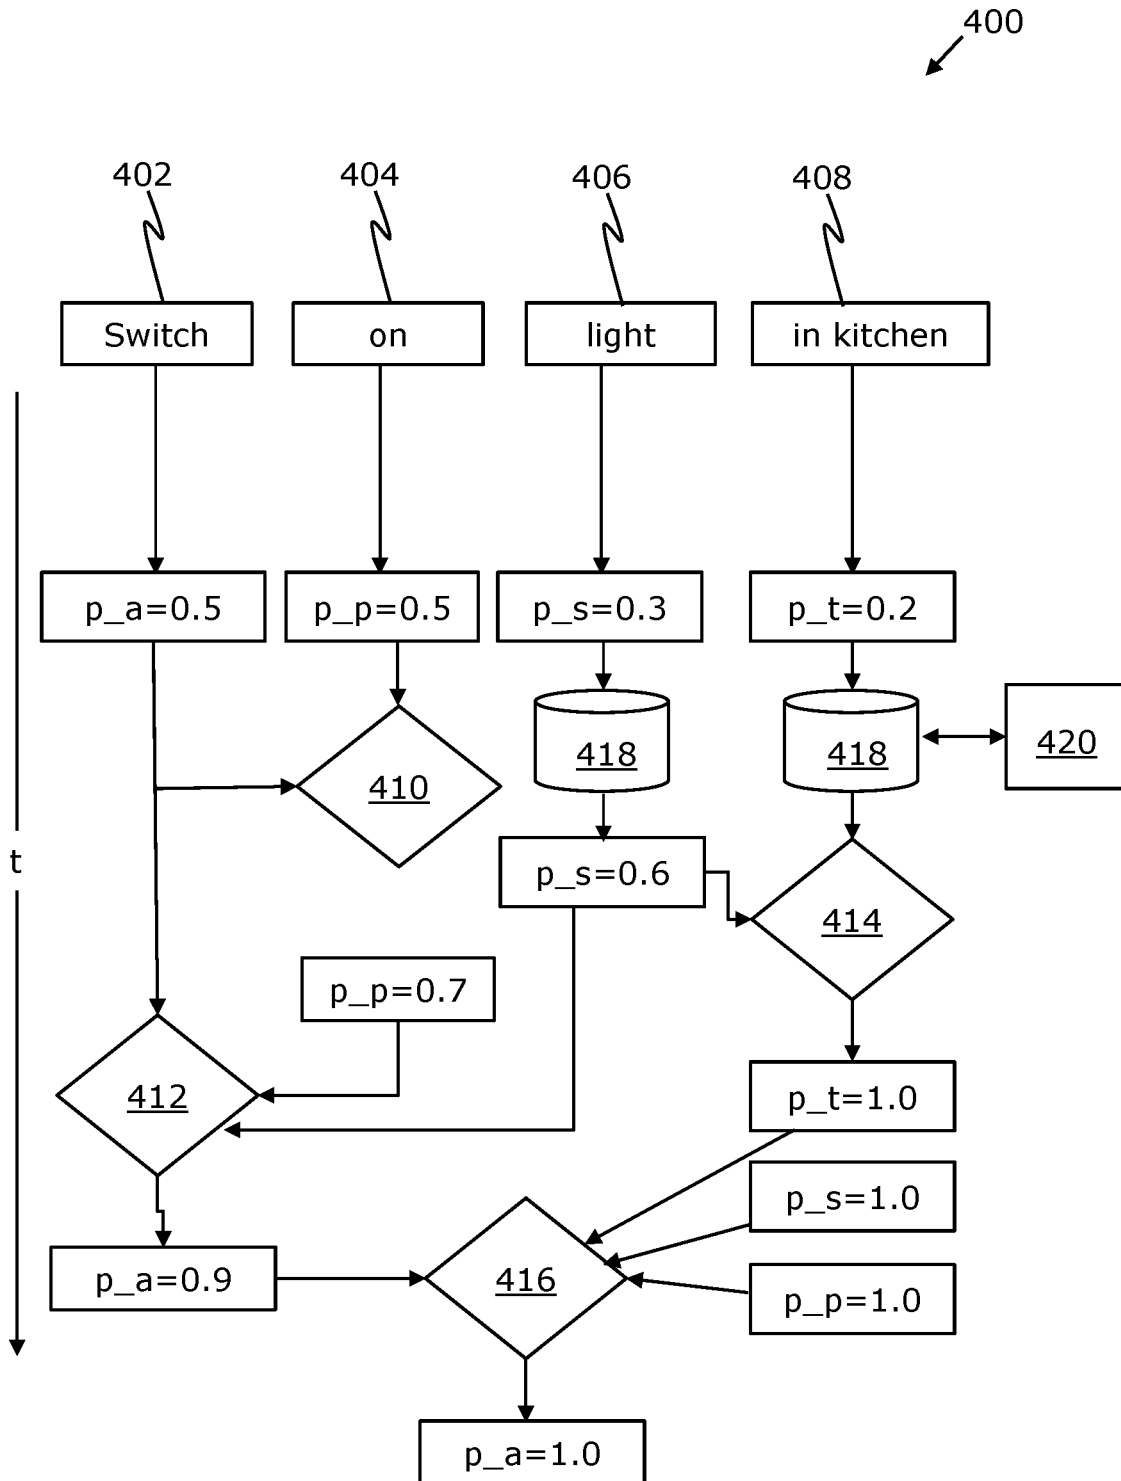 400
402
404
406
408
Switch
on
light
in kitchen
p_a=0.5
p_p=0.5
p_s=0.3
p_t=0.2
410
418
418
420
t
p_s=0.6
414
p_p=0.7
412
p_t=1.0
p_s=1.0
p_a=0.9
416
p_p=1.0
p_a=1.0